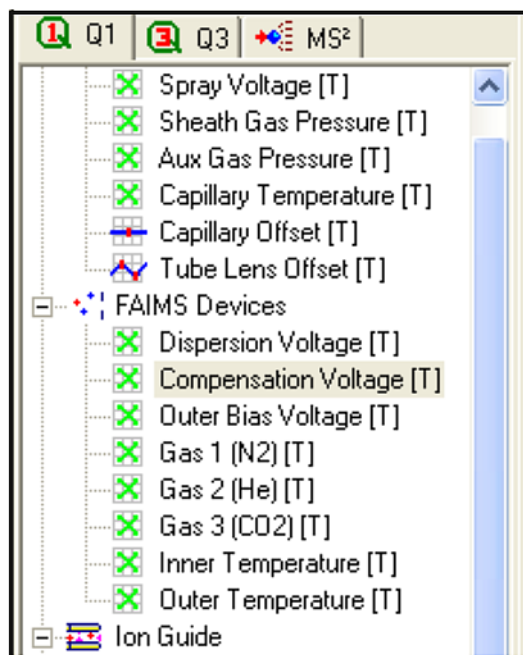 1 Q1 3 Q3 MS²
Spray Voltage [T]
Sheath Gas Pressure [T]
Aux Gas Pressure [T]
Capillary Temperature [T]
Capillary Offset [T]
Tube Lens Offset [T]
FAIMS Devices
Dispersion Voltage [T]
Compensation Voltage [T]
Outer Bias Voltage [T]
Gas 1 (N2) [T]
Gas 2 (He) [T]
Gas 3 (CO2) [T]
Inner Temperature [T]
Outer Temperature [T]
Ion Guide